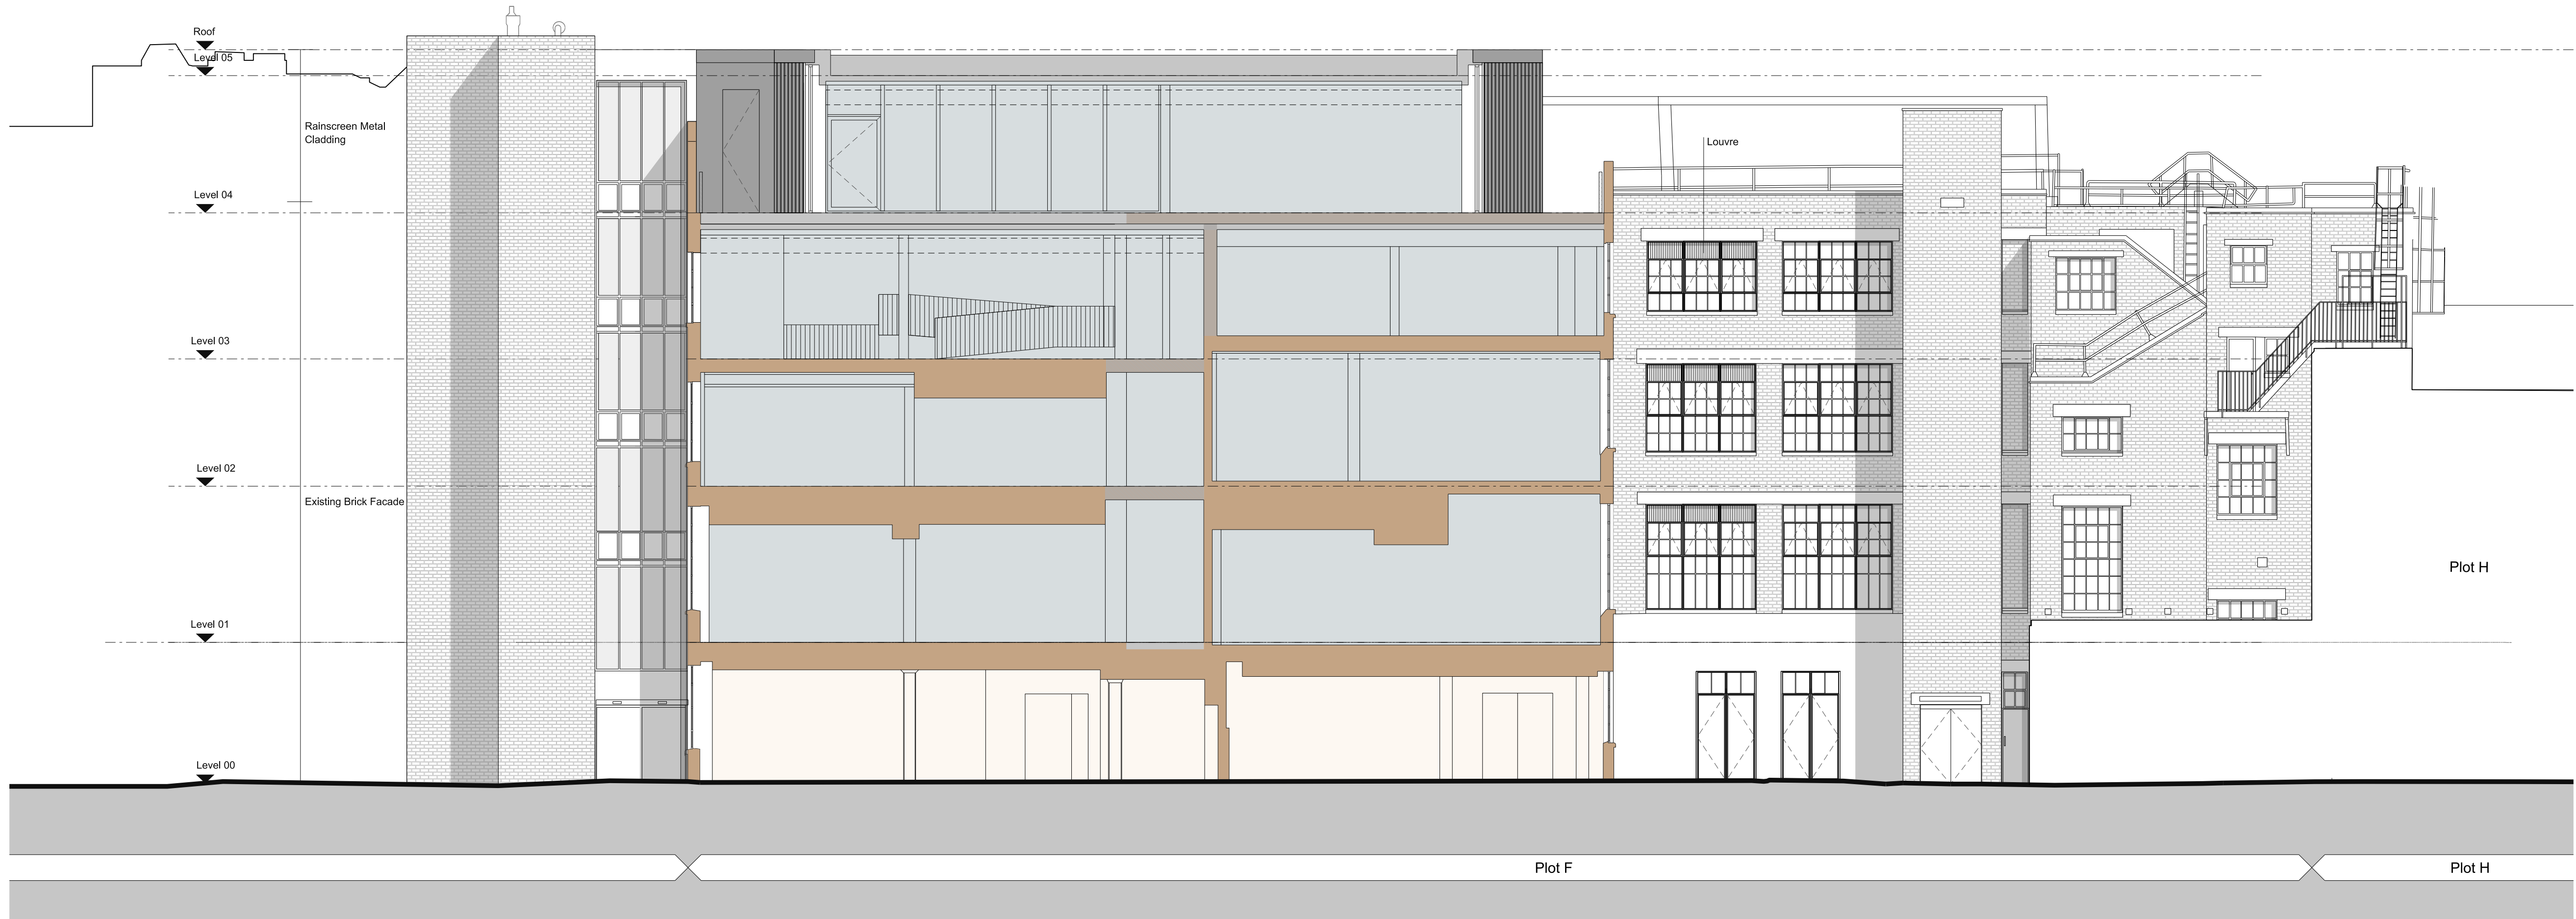 Roof
Level 05
Rainscreen Metal
Cladding
Louvre
Level 04
Level 03
Level 02
Existing Brick Facade
Plot H
Level 01
Level 00
Plot F
Plot H